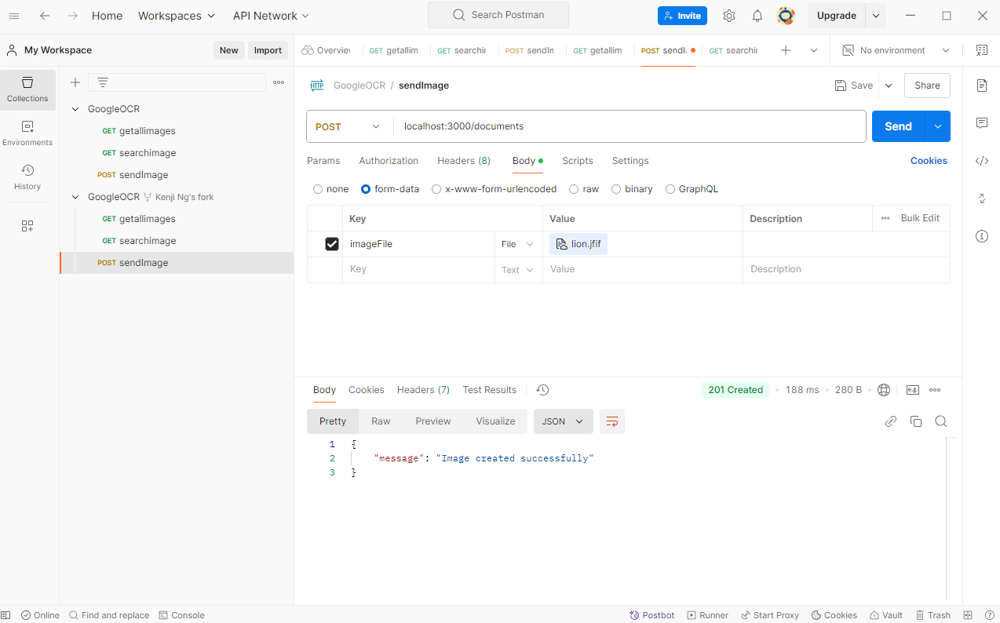 Home Workspaces API Network Search Postman Invite Upgrade
My Workspace New Import
Overview GET getallim GET searchin POST sendIn GET getallim POST sendI GET searchin No environment
Collections
Environments
History
GoogleOCR
GET getallimages
GET searchimage
POST sendImage
GoogleOCR Kenji Ng's fork
GET getallimages
GET searchimage
POST sendImage
HTTP GoogleOCR / sendImage Save Share
POST localhost:3000/documents Send
Params Authorization Headers (8) Body Scripts Settings Cookies
none form-data x-www-form-urlencoded raw binary GraphQL
Key Value Description Bulk Edit
imageFile File lion.jfif
Key Text Value Description
Body Cookies Headers (7) Test Results 201 Created 188 ms 280 B e.g.
Pretty Raw Preview Visualize JSON
1 {
2 "message": "Image created successfully"
3 }
Online Find and replace Console Postbot Runner Start Proxy Cookies Vault Trash